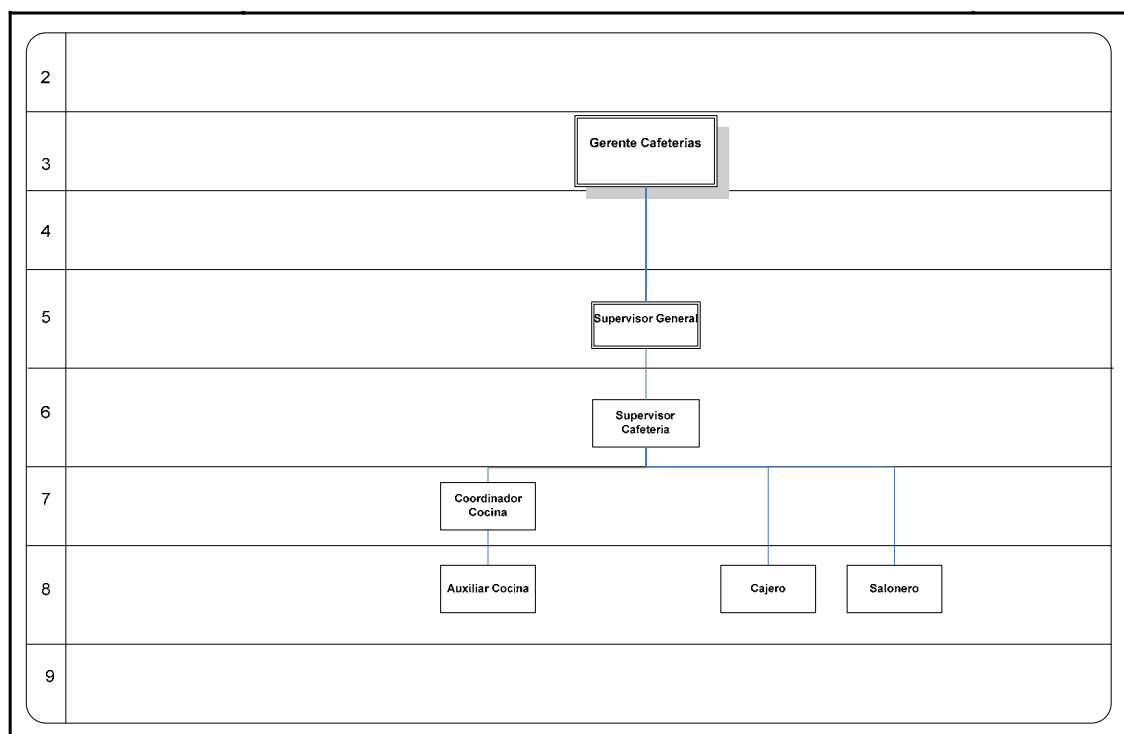 2
3
Gerente Cafeterias
4
5
Supervisor General
6
Supervisor
Cafeteria
7
Coordinador
Cocina
8
Auxiliar Cocina
Cajero
Salonero
9